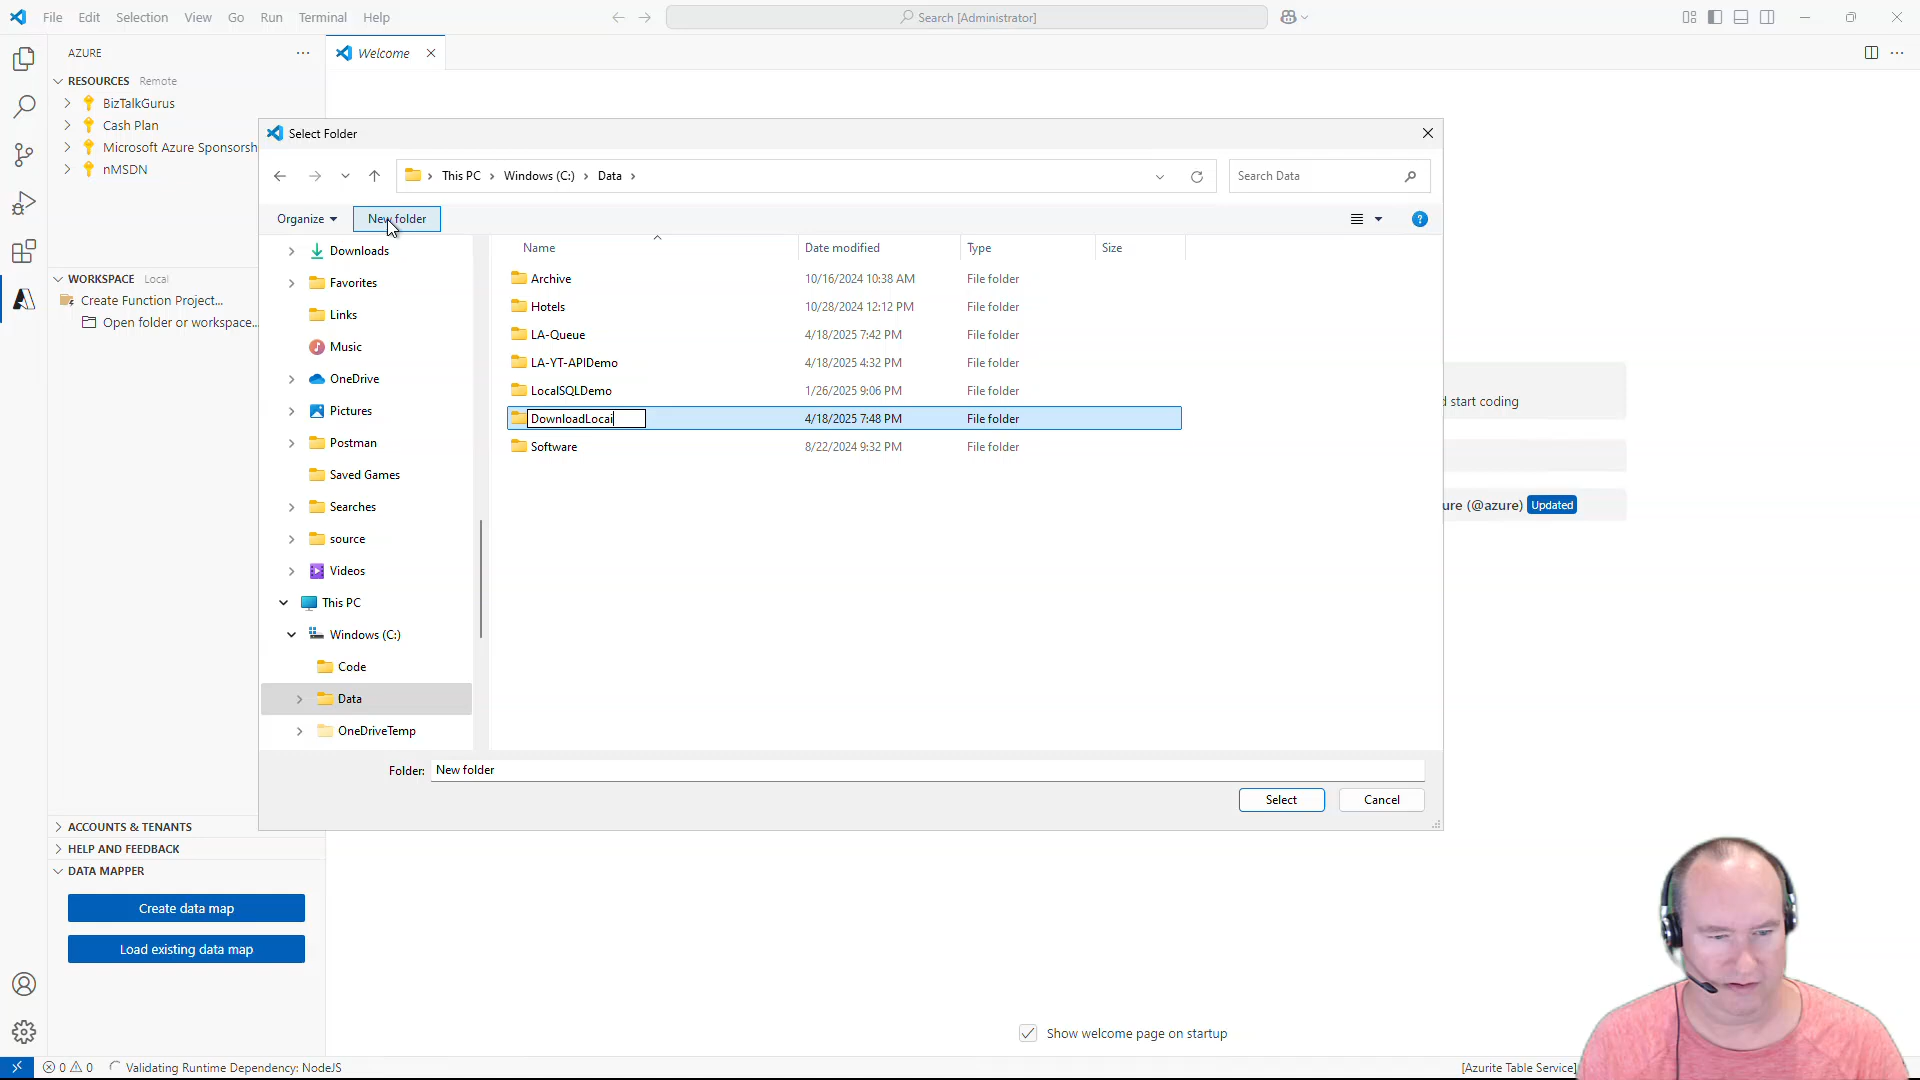 File Edit Selection View Go Run Terminal Help
Search [Administrator]
AZURE
Welcome
RESOURCES Remote
BizTalkGurus
Cash Plan
Microsoft Azure Sponsorsh
nMSDN
WORKSPACE Local
Create Function Project...
Open folder or workspace...
ACCOUNTS & TENANTS
HELP AND FEEDBACK
DATA MAPPER
Create data map
Load existing data map
Select Folder
This PC Windows (C:) Data
Search Data
Organize New folder
Downloads
Favorites
Links
Music
OneDrive
Pictures
Postman
Saved Games
Searches
source
Videos
This PC
Windows (C:)
Code
Data
OneDriveTemp
Name Date modified Type Size
Archive 10/16/2024 10:38 AM File folder
Hotels 10/28/2024 12:12 PM File folder
LA-Queue 4/18/2025 7:42 PM File folder
LA-YT-APIDemo 4/18/2025 4:32 PM File folder
LocalSQLDemo 1/26/2025 9:06 PM File folder
DownloadLocai 4/18/2025 7:48 PM File folder
Software 8/22/2024 9:32 PM File folder
Folder: New folder
Select Cancel
start coding
ure (@azure) Updated
Show welcome page on startup
0 0 Validating Runtime Dependency: NodeJS
[Azurite Table Service]